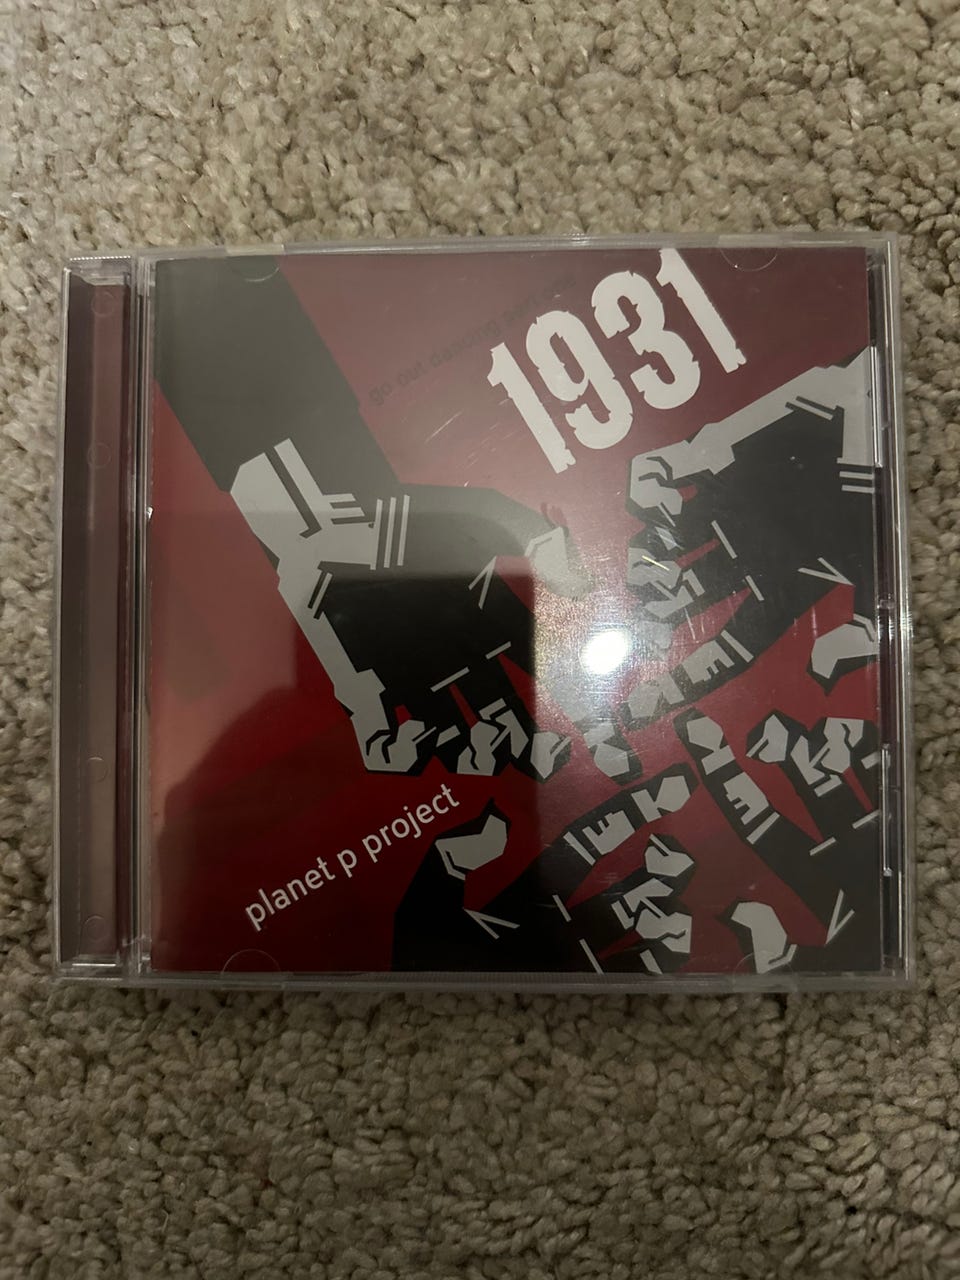 go out dancing part one
1931
planet p project